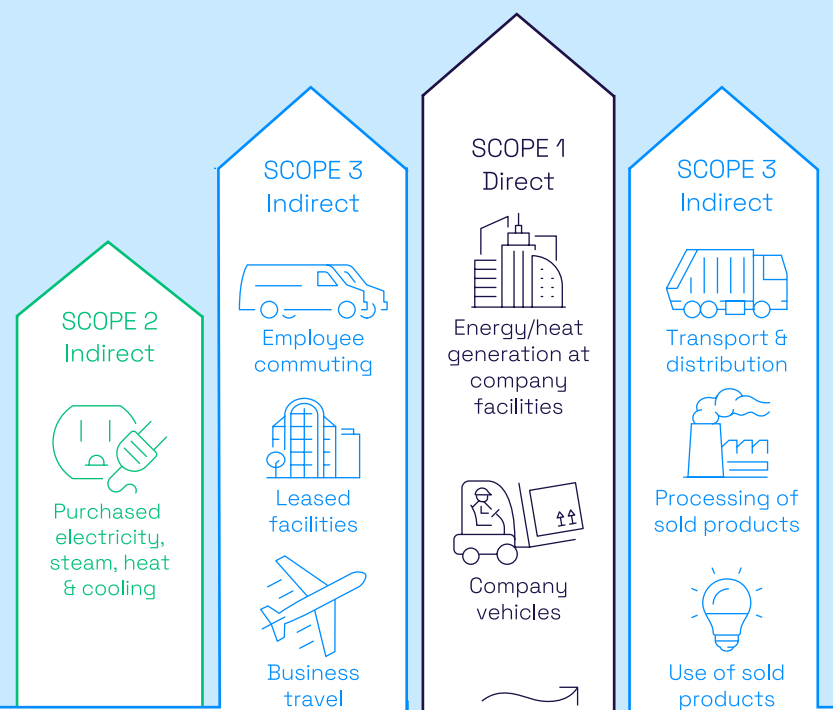 SCOPE 2
Indirect
Purchased
electricity,
steam, heat
& cooling
SCOPE 3
Indirect
Employee
commuting
Leased
facilities
Business
travel
SCOPE 1
Direct
Energy/heat
generation at
company
facilities
Company
vehicles
SCOPE 3
Indirect
Transport &
distribution
Processing of
sold products
Use of sold
products